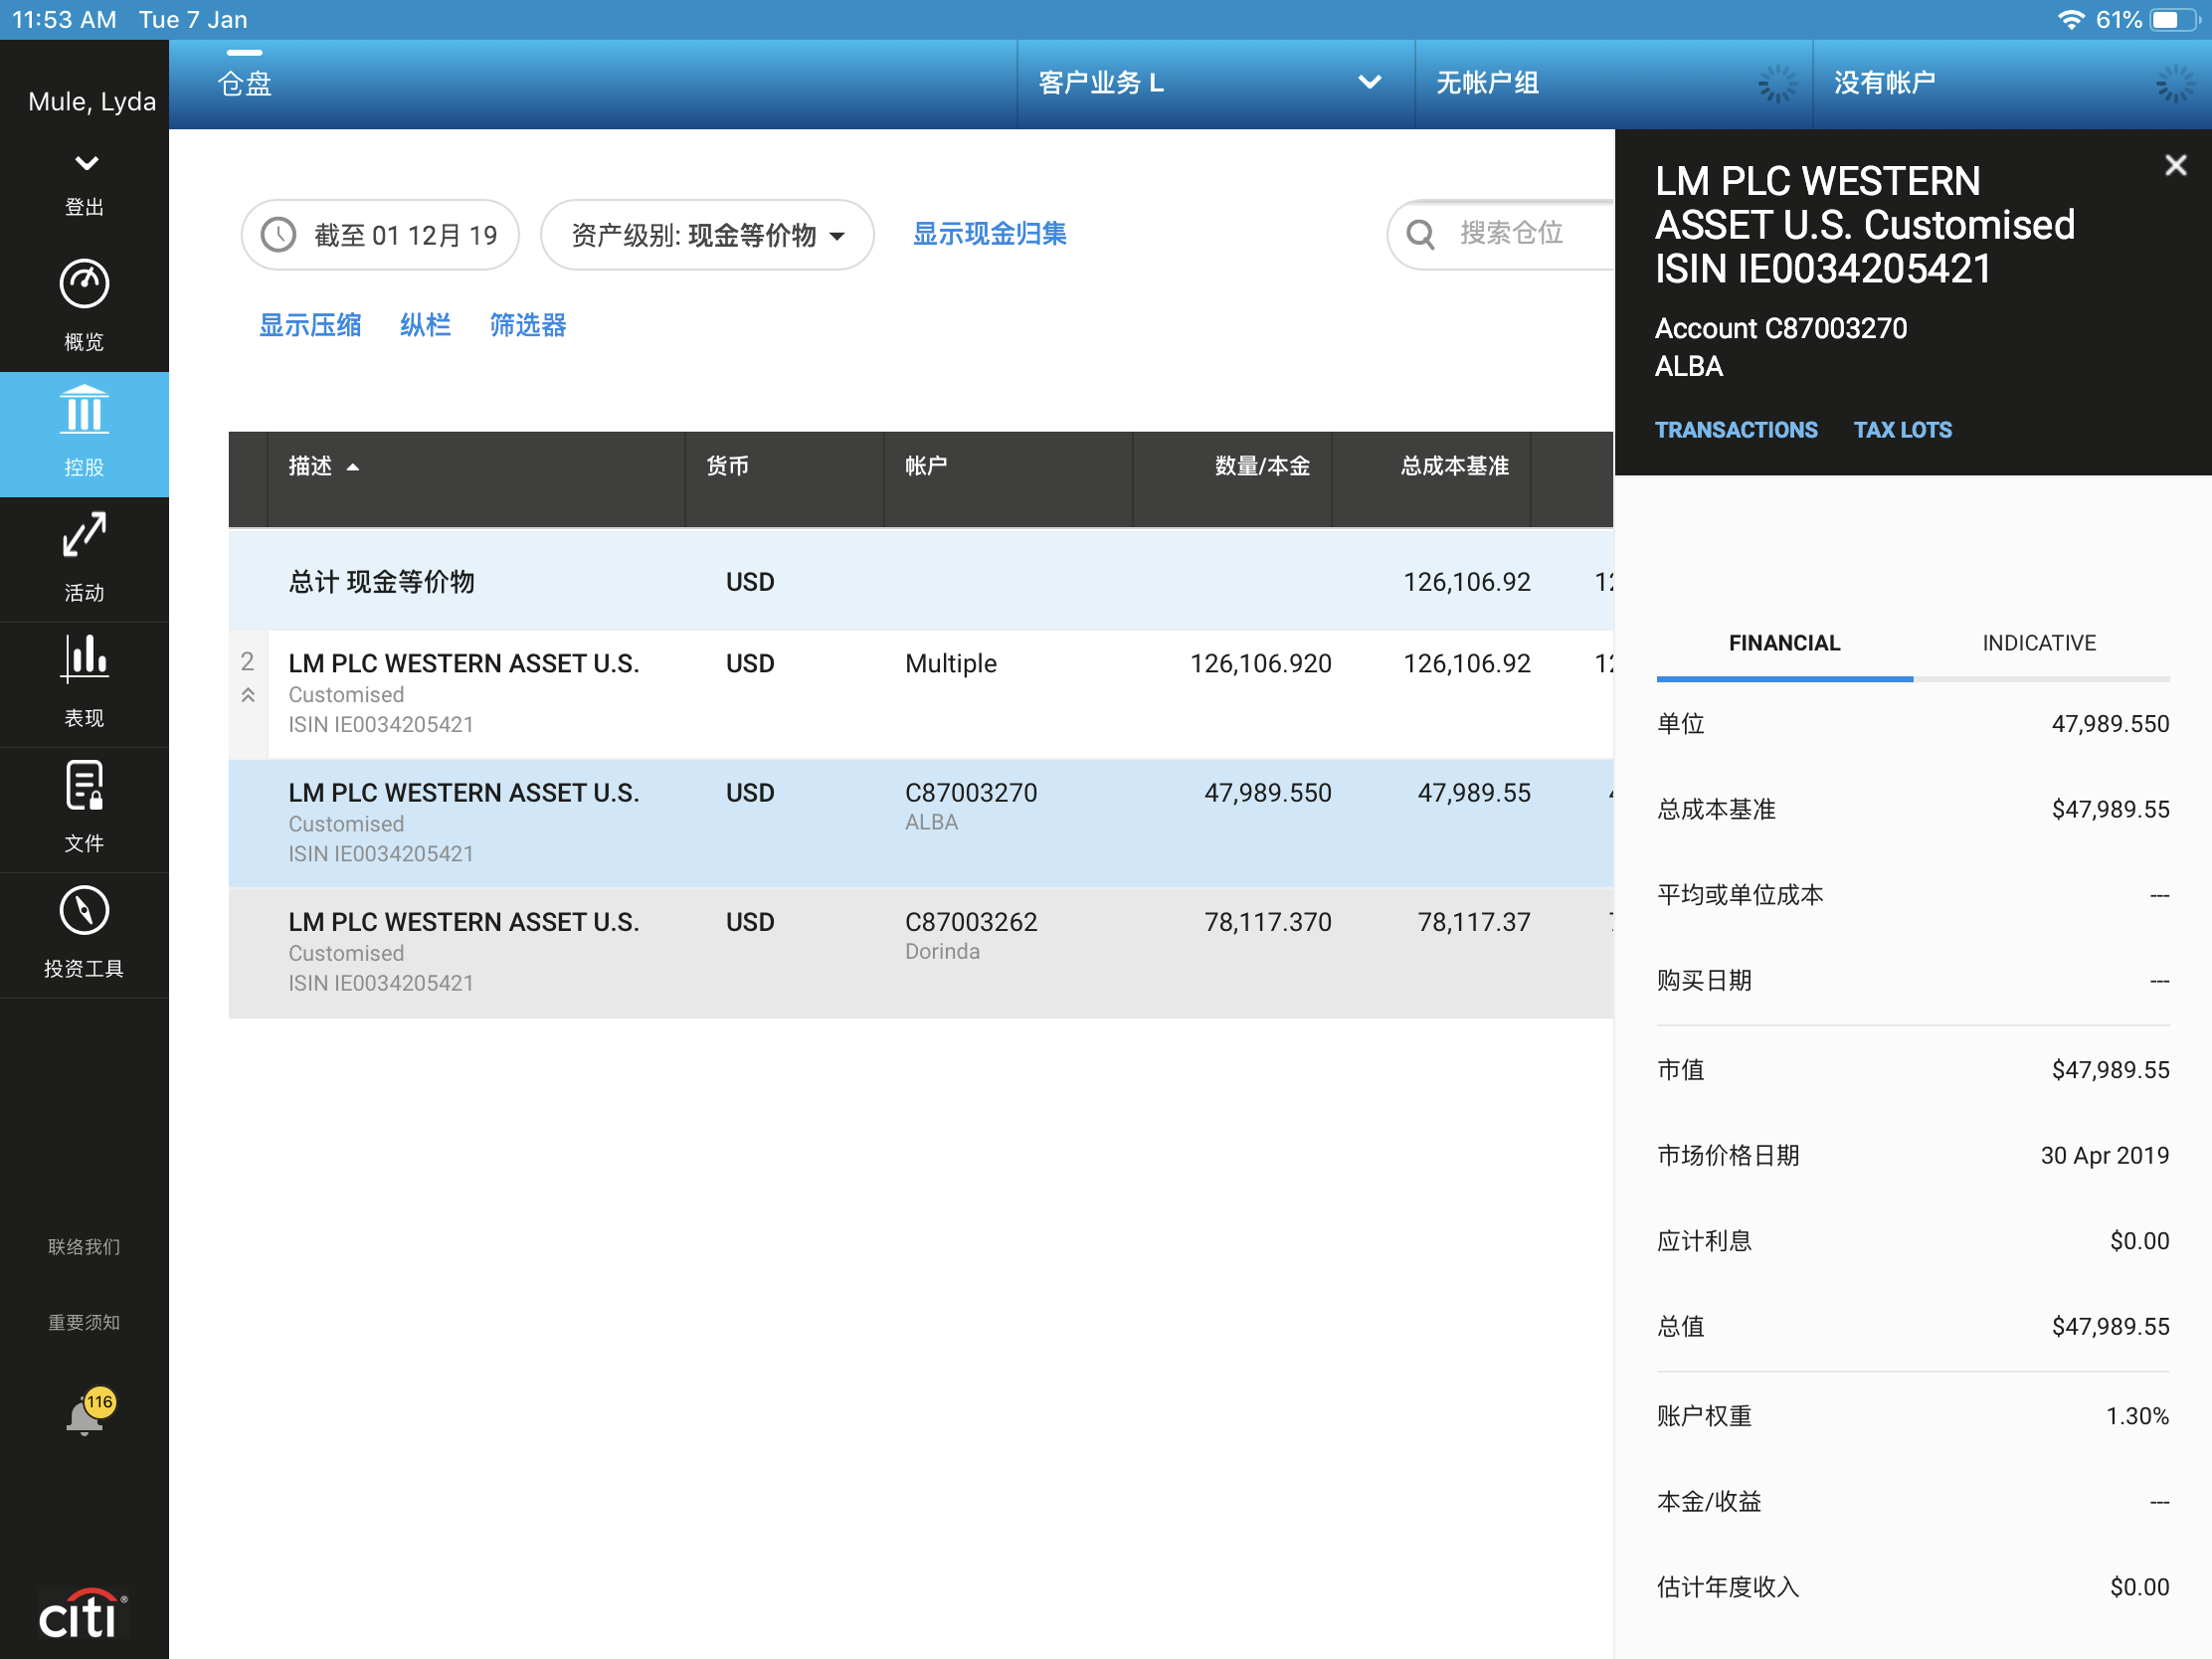 11:53 AM Tue 7 Jan
61%
Mule, Lyda
登出
概览
控股
活动
表现
文件
投资工具
联络我们
重要须知
116
citi®
仓盘
客户业务 L
无帐户组
没有帐户
截至 01 12月 19
资产级别: 现金等价物
显示现金归集
搜索仓位
显示压缩 纵栏 筛选器
描述 货币 帐户 数量/本金 总成本基准
总计 现金等价物 USD 126,106.92
2 LM PLC WESTERN ASSET U.S. USD Multiple 126,106.920 126,106.92
Customised
ISIN IE0034205421
LM PLC WESTERN ASSET U.S. USD C87003270 47,989.550 47,989.55
Customised ALBA
ISIN IE0034205421
LM PLC WESTERN ASSET U.S. USD C87003262 78,117.370 78,117.37
Customised Dorinda
ISIN IE0034205421
LM PLC WESTERN
ASSET U.S. Customised
ISIN IE0034205421
Account C87003270
ALBA
TRANSACTIONS TAX LOTS
FINANCIAL INDICATIVE
单位 47,989.550
总成本基准 $47,989.55
平均或单位成本 ---
购买日期 ---
市值 $47,989.55
市场价格日期 30 Apr 2019
应计利息 $0.00
总值 $47,989.55
账户权重 1.30%
本金/收益 ---
估计年度收入 $0.00